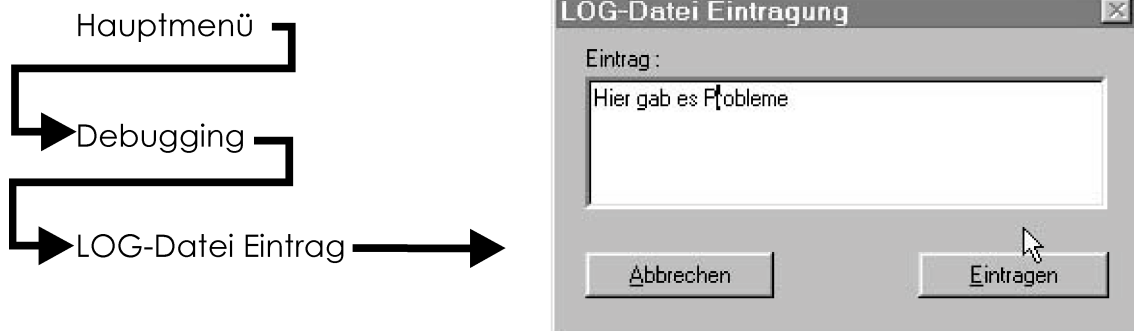 Hauptmenü
Debugging
LOG-Datei Eintrag
LOG-Datei Eintragung
Eintrag :
Hier gab es Probleme
Abbrechen
Eintragen